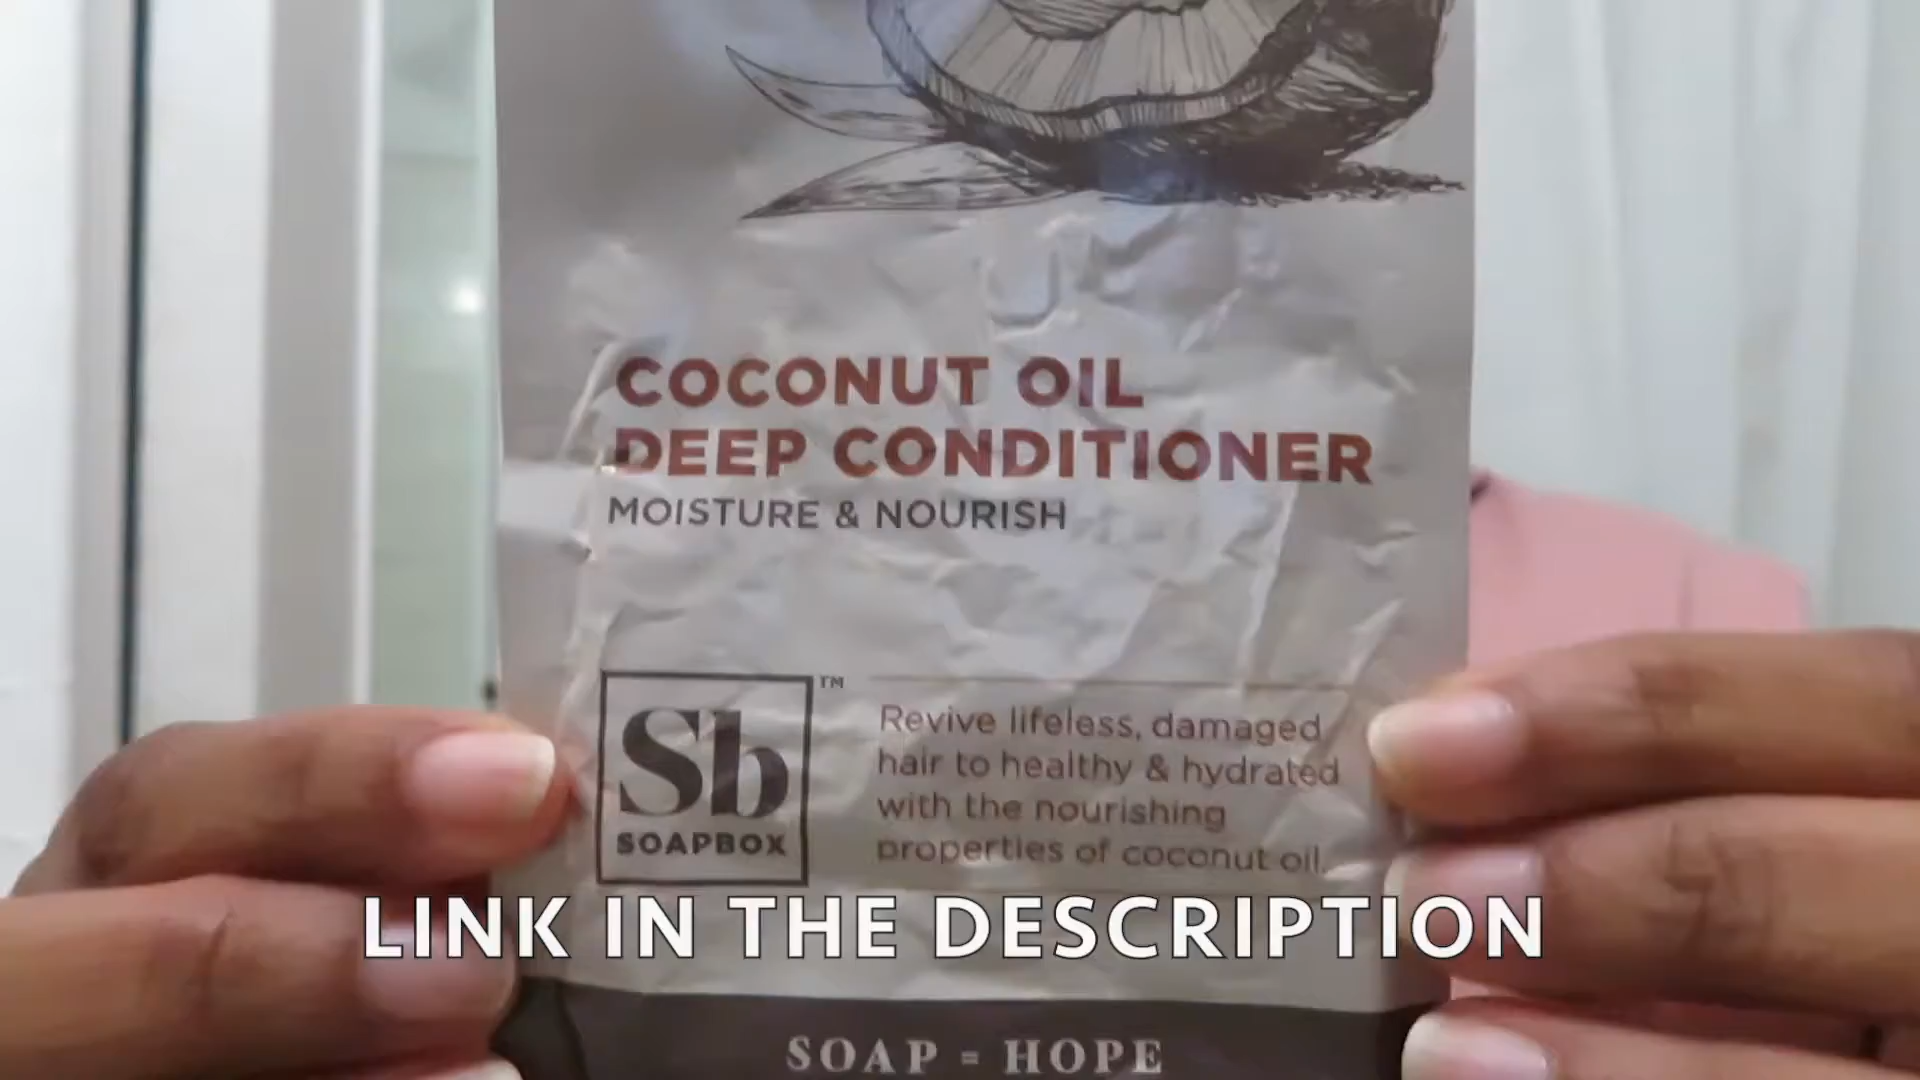 COCONUT OIL
DEEP CONDITIONER
MOISTURE & NOURISH
Sb
SOAPBOX
™
Revive lifeless, damaged
hair to healthy & hydrated
with the nourishing
properties of coconut oil.
LINK IN THE DESCRIPTION
SOAP = HOPE